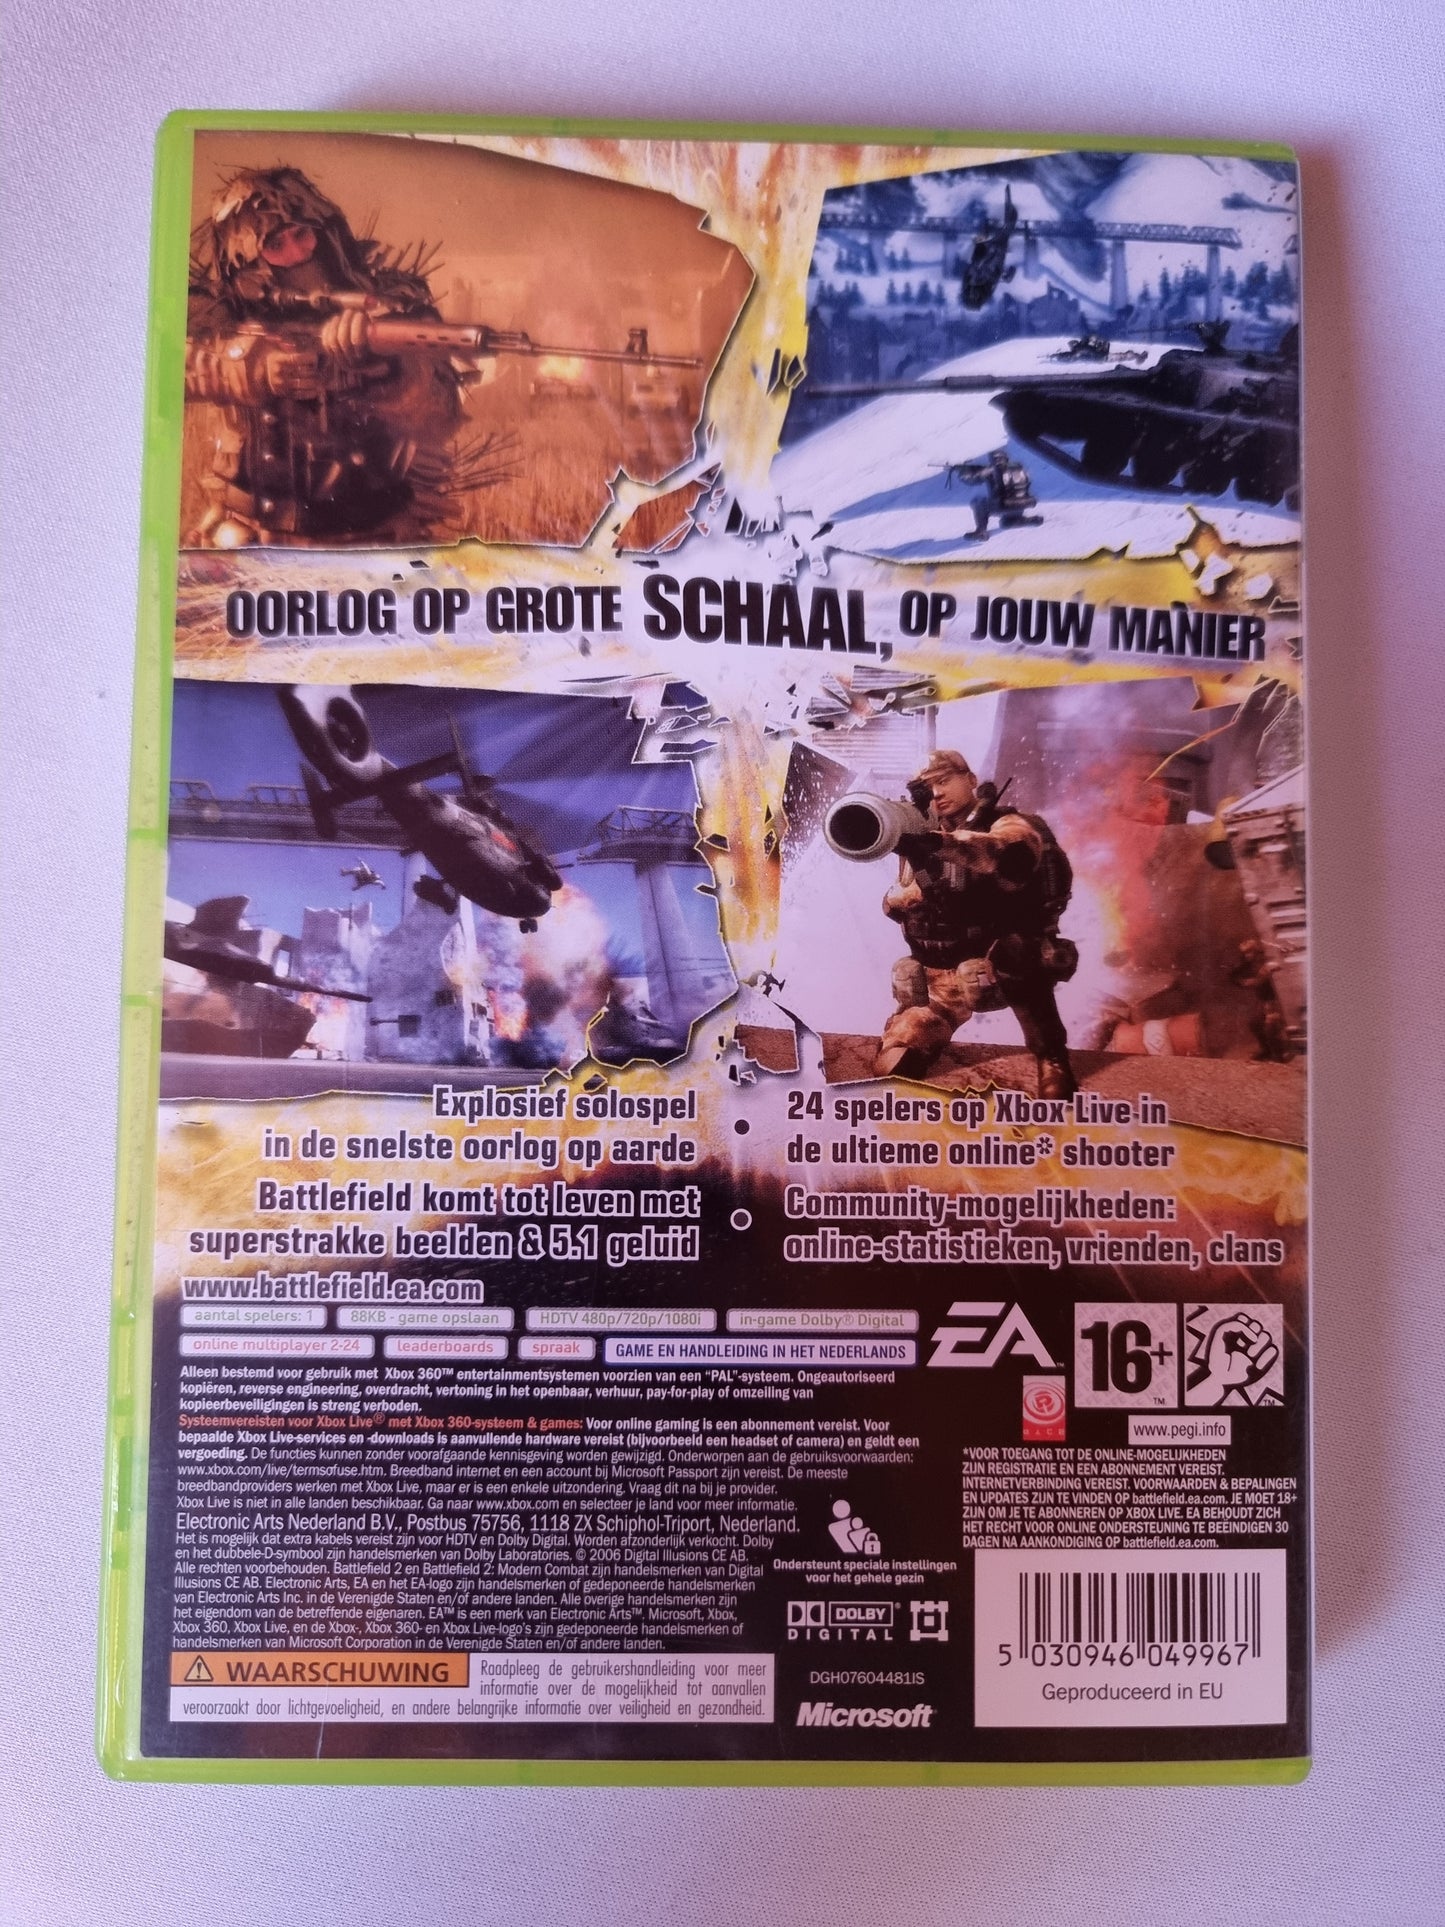 OORLOG OP GROTE SCHAAL, OP JOUW MANIER
Explosief solospel
in de snelste oorlog op aarde
Battlefield komt tot leven met
superstrakke beelden & 5.1 geluid
24 spelers op Xbox Live in
de ultieme online* shooter
Community-mogelijkheden:
online-statistieken, vrienden, clans
www.battlefield.ea.com
aantal spelers: 1
88KB - game opslaan
HDTV 480p/720p/1080i
in-game Dolby® Digital
online multiplayer 2-24
leaderboards
spraak
GAME EN HANDLEIDING IN HET NEDERLANDS
EA™
16+
™
www.pegi.info
Alleen bestemd voor gebruik met Xbox 360™ entertainmentsystemen voorzien van een “PAL”-systeem. Ongeautoriseerd
kopiëren, reverse engineering, overdracht, vertoning in het openbaar, verhuur, pay-for-play of omzeiling van
kopieerbeveiligingen is streng verboden.
Systeemvereisten voor Xbox Live® met Xbox 360-systeem & games: Voor online gaming is een abonnement vereist. Voor
bepaalde Xbox Live-services en -downloads is aanvullende hardware vereist (bijvoorbeeld een headset of camera) en geldt een
vergoeding. De functies kunnen zonder voorafgaande kennisgeving worden gewijzigd. Onderworpen aan de gebruiksvoorwaarden:
www.xbox.com/live/termsofuse.htm. Breedband internet en een account bij Microsoft Passport zijn vereist. De meeste
breedbandproviders werken met Xbox Live, maar er is een enkele uitzondering. Vraag dit na bij je provider.
Xbox Live is niet in alle landen beschikbaar. Ga naar www.xbox.com en selecteer je land voor meer informatie.
Electronic Arts Nederland B.V., Postbus 75756, 1118 ZX Schiphol-Triport, Nederland.
Het is mogelijk dat extra kabels vereist zijn voor HDTV en Dolby Digital. Worden afzonderlijk verkocht. Dolby
en het dubbele-D-symbool zijn handelsmerken van Dolby Laboratories. © 2006 Digital Illusions CE AB.
Alle rechten voorbehouden. Battlefield 2 en Battlefield 2: Modern Combat zijn handelsmerken van Digital
Illusions CE AB. Electronic Arts, EA en het EA-logo zijn handelsmerken of gedeponeerde handelsmerken
van Electronic Arts Inc. in de Verenigde Staten en/of andere landen. Alle overige handelsmerken zijn
het eigendom van de betreffende eigenaren. EA™ is een merk van Electronic Arts™. Microsoft, Xbox,
Xbox 360, Xbox Live, en de Xbox-, Xbox 360- en Xbox Live-logo's zijn gedeponeerde handelsmerken of
handelsmerken van Microsoft Corporation in de Verenigde Staten en/of andere landen.
*VOOR TOEGANG TOT DE ONLINE-MOGELIJKHEDEN
ZIJN REGISTRATIE EN EEN ABONNEMENT VEREIST.
INTERNETVERBINDING VEREIST. VOORWAARDEN & BEPALINGEN
EN UPDATES ZIJN TE VINDEN OP battlefield.ea.com. JE MOET 18+
ZIJN OM JE TE ABONNEREN OP XBOX LIVE. EA BEHOUDT ZICH
HET RECHT VOOR ONLINE ONDERSTEUNING TE BEËINDIGEN 30
DAGEN NA AANKONDIGING OP battlefield.ea.com.
Ondersteunt speciale instellingen
voor het gehele gezin
DOLBY®
DIGITAL
WAARSCHUWING
Raadpleeg de gebruikershandleiding voor meer
informatie over de mogelijkheid tot aanvallen
veroorzaakt door lichtgevoeligheid, en andere belangrijke informatie over veiligheid en gezondheid.
DGH07604481IS
Microsoft
5 030946 049967
Geproduceerd in EU